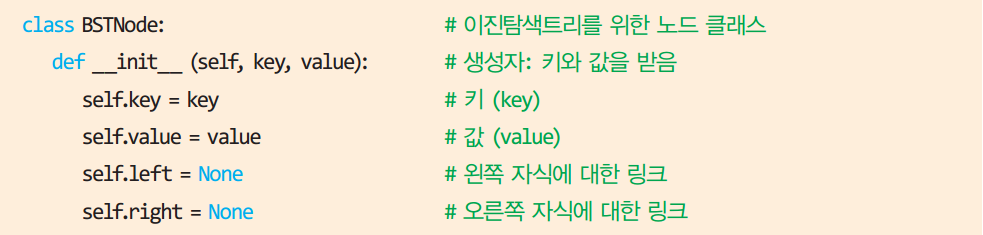 class BSTNode: # 이진탐색트리를 위한 노드 클래스
def __init__ (self, key, value): # 생성자: 키와 값을 받음
self.key = key # 키 (key)
self.value = value # 값 (value)
self.left = None # 왼쪽 자식에 대한 링크
self.right = None # 오른쪽 자식에 대한 링크